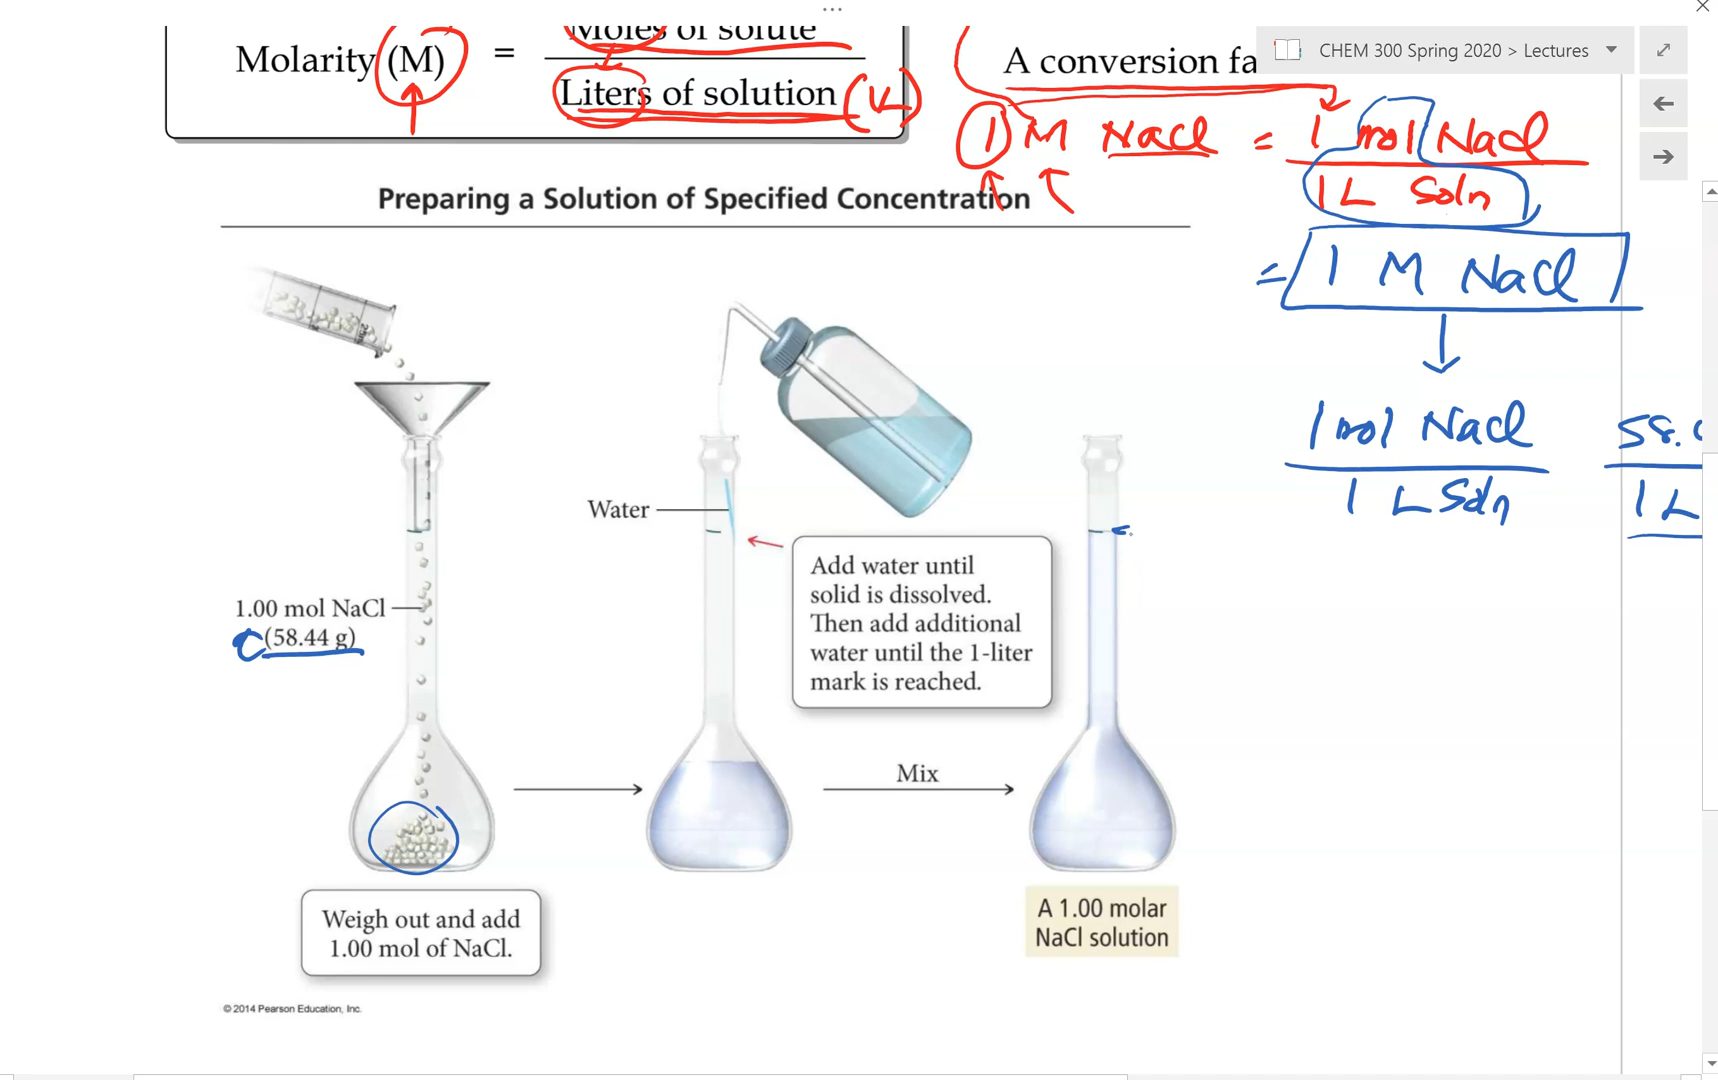 Molarity (M) = Moles of solute
Liters of solution (L)
A conversion fa
CHEM 300 Spring 2020 > Lectures
1 M NaCl = 1 mol NaCl
1 L Soln
= 1 M NaCl
Preparing a Solution of Specified Concentration
1 mol NaCl
1 L Soln
58.
1 L
Water
Add water until
solid is dissolved.
Then add additional
water until the 1-liter
mark is reached.
1.00 mol NaCl
(58.44 g)
Mix
Weigh out and add
1.00 mol of NaCl.
A 1.00 molar
NaCl solution
© 2014 Pearson Education, Inc.